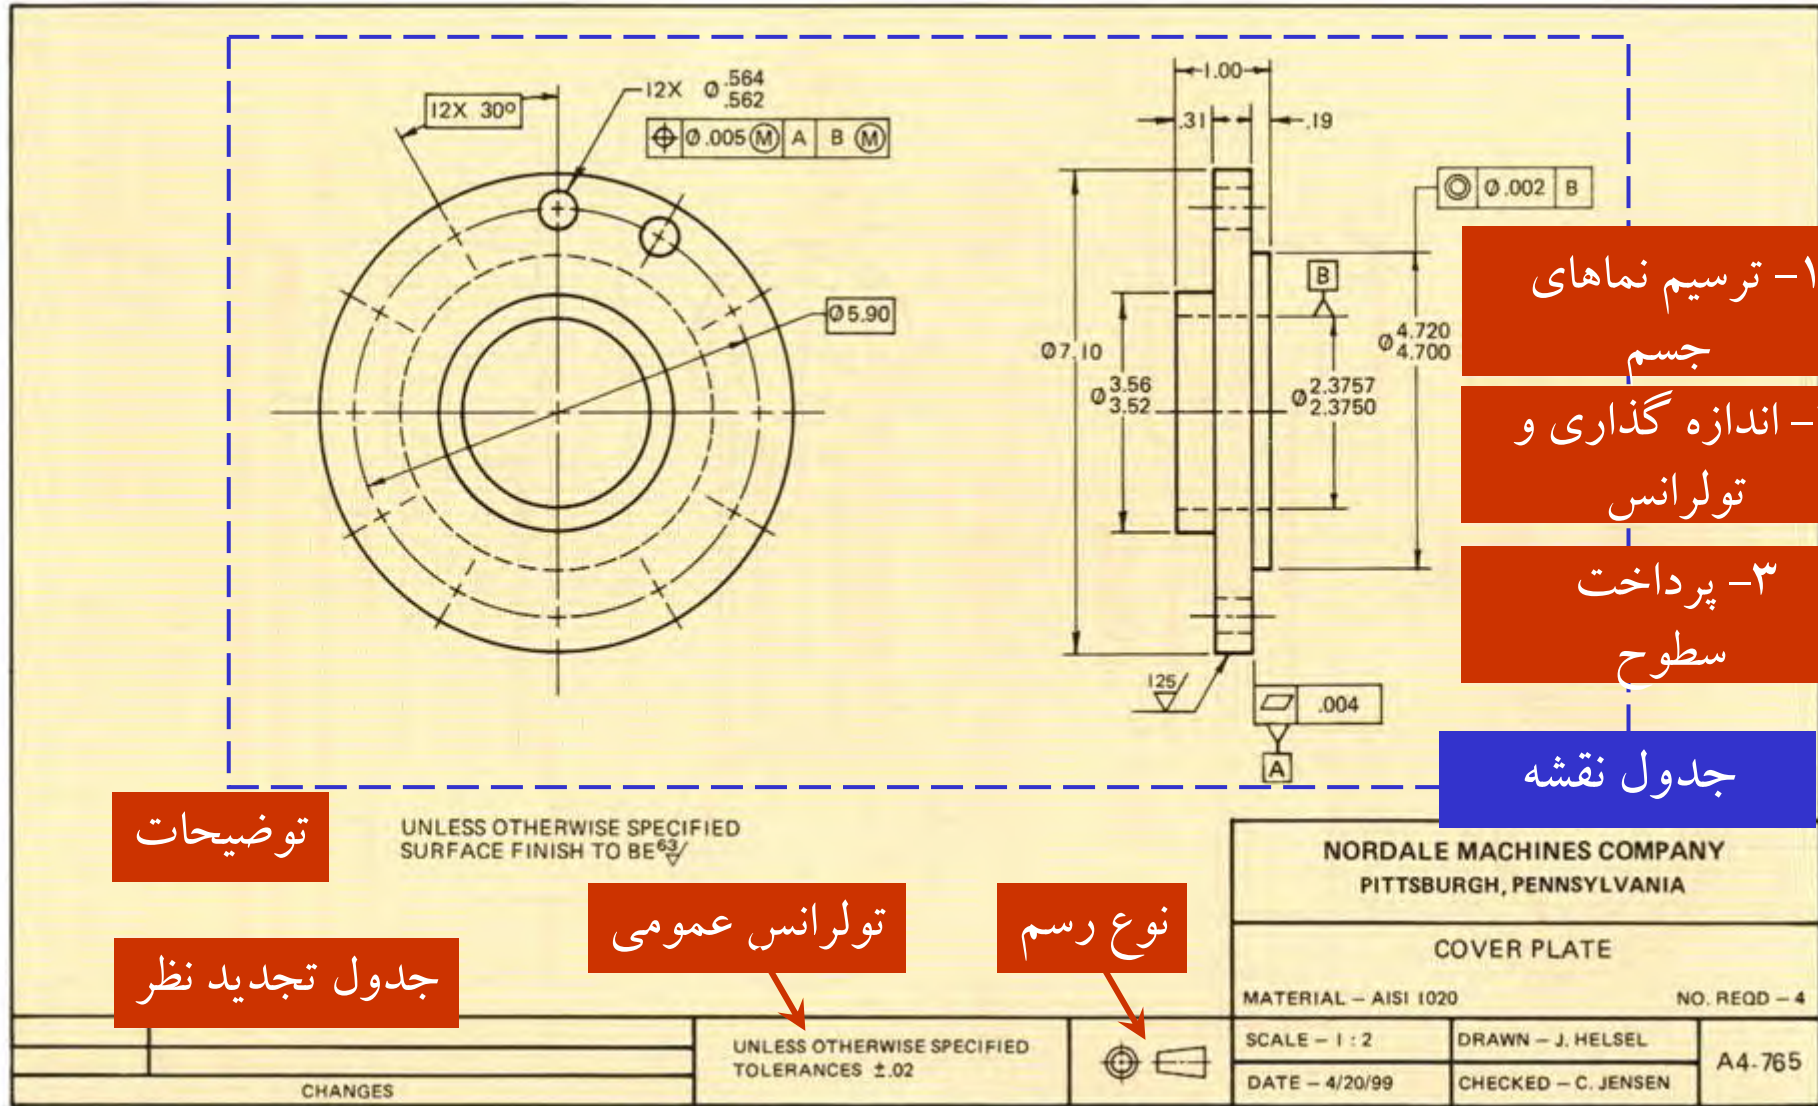 12X 30°
12X Ø .564
.562
⌖ Ø.005 Ⓜ A B Ⓜ
Ø5.90
1.00
.31
.19
◎ Ø.002 B
B
Ø7.10
Ø 3.56
3.52
Ø 2.3757
2.3750
Ø 4.720
4.700
125
⏥ .004
A
۱- ترسیم نماهای
جسم
- اندازه گذاری و
تولرانس
۳- پرداخت
سطوح
جدول نقشه
توضیحات
UNLESS OTHERWISE SPECIFIED
SURFACE FINISH TO BE 63
تولرانس عمومی
نوع رسم
جدول تجدید نظر
CHANGES
UNLESS OTHERWISE SPECIFIED
TOLERANCES ±.02
NORDALE MACHINES COMPANY
PITTSBURGH, PENNSYLVANIA
COVER PLATE
MATERIAL – AISI 1020 NO. REQD – 4
SCALE – 1 : 2
DRAWN – J. HELSEL
DATE – 4/20/99
CHECKED – C. JENSEN
A4-765